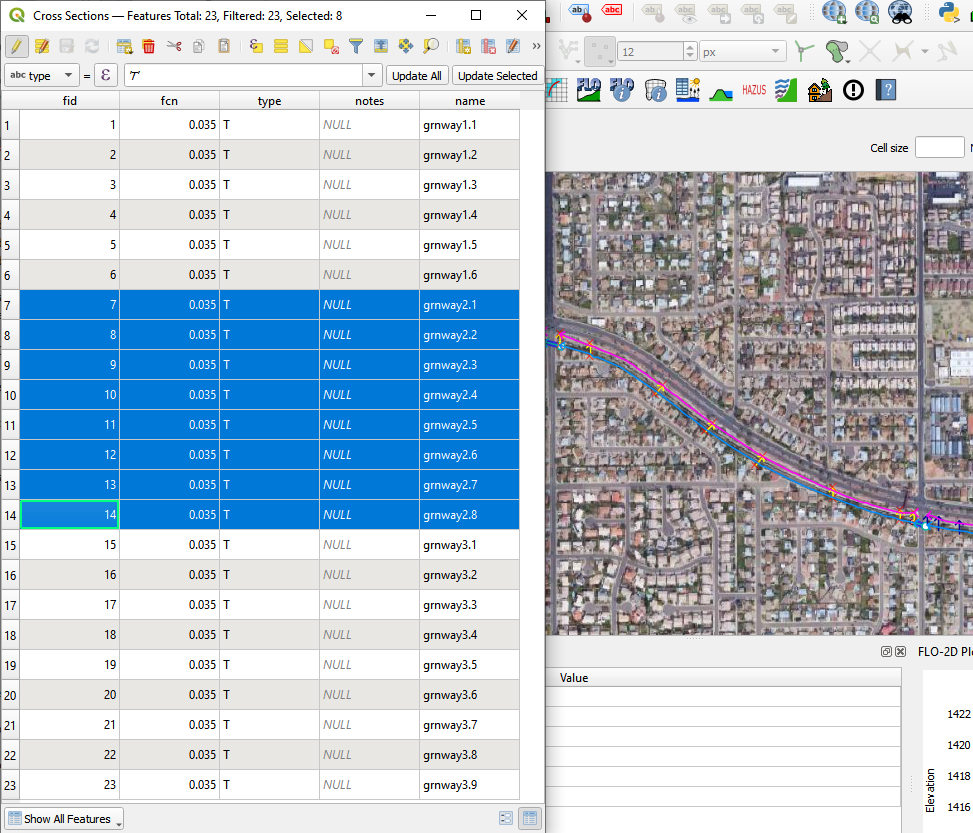 Cross Sections — Features Total: 23, Filtered: 23, Selected: 8
abc type = ε 'T' Update All Update Selected
fid fcn type notes name
1 1 0.035 T NULL grnway1.1
2 2 0.035 T NULL grnway1.2
3 3 0.035 T NULL grnway1.3
4 4 0.035 T NULL grnway1.4
5 5 0.035 T NULL grnway1.5
6 6 0.035 T NULL grnway1.6
7 7 0.035 T NULL grnway2.1
8 8 0.035 T NULL grnway2.2
9 9 0.035 T NULL grnway2.3
10 10 0.035 T NULL grnway2.4
11 11 0.035 T NULL grnway2.5
12 12 0.035 T NULL grnway2.6
13 13 0.035 T NULL grnway2.7
14 14 0.035 T NULL grnway2.8
15 15 0.035 T NULL grnway3.1
16 16 0.035 T NULL grnway3.2
17 17 0.035 T NULL grnway3.3
18 18 0.035 T NULL grnway3.4
19 19 0.035 T NULL grnway3.5
20 20 0.035 T NULL grnway3.6
21 21 0.035 T NULL grnway3.7
22 22 0.035 T NULL grnway3.8
23 23 0.035 T NULL grnway3.9
Show All Features
ab abc ab abc abc abc abc
12 px
FLO FLO HAZUS
Cell size
FLO-2D Plo
Value
1422
1420
1418
1416
Elevation